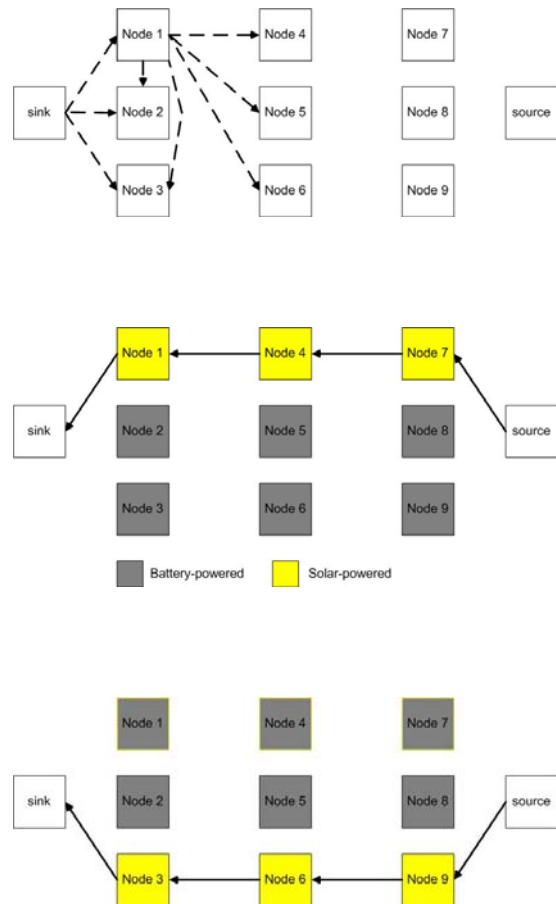 Node 1
Node 4
Node 7
sink
Node 2
Node 5
Node 8
source
Node 3
Node 6
Node 9
Node 1
Node 4
Node 7
sink
Node 2
Node 5
Node 8
source
Node 3
Node 6
Node 9
Battery-powered
Solar-powered
Node 1
Node 4
Node 7
sink
Node 2
Node 5
Node 8
source
Node 3
Node 6
Node 9